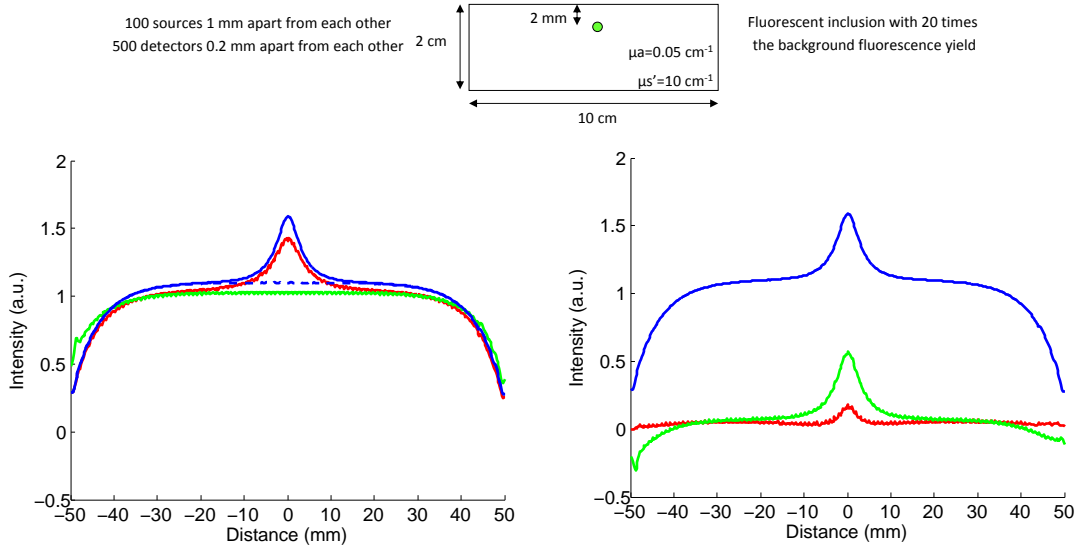 100 sources 1 mm apart from each other
500 detectors 0.2 mm apart from each other
2 cm
2 mm
μa=0.05 cm⁻¹
μs'=10 cm⁻¹
10 cm
Fluorescent inclusion with 20 times
the background fluorescence yield
2
1.5
1
0.5
0
−0.5
Intensity (a.u.)
−50 −40 −30 −20 −10 0 10 20 30 40 50
Distance (mm)
2
1.5
1
0.5
0
−0.5
Intensity (a.u.)
−50 −40 −30 −20 −10 0 10 20 30 40 50
Distance (mm)